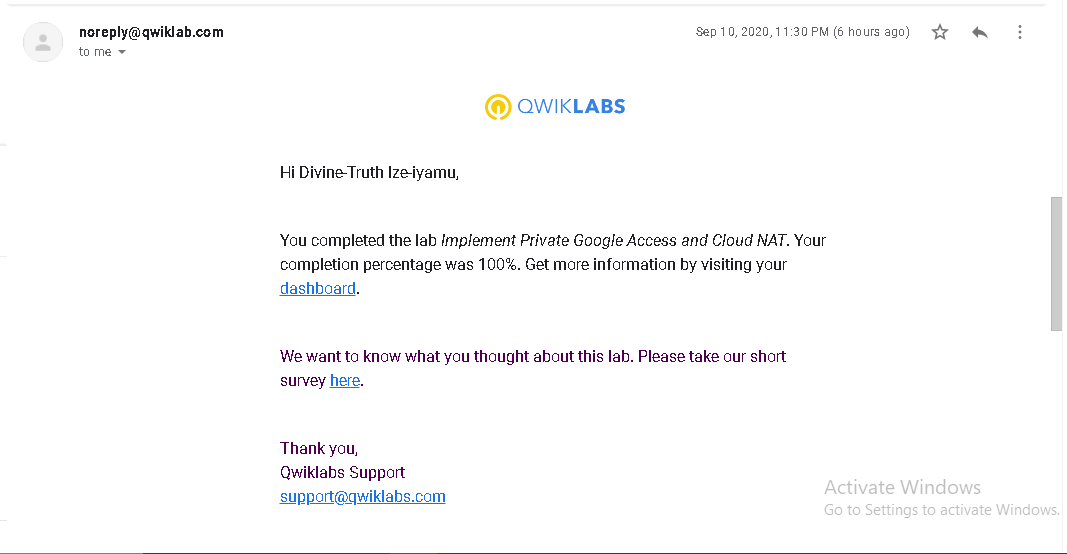 noreply@qwiklab.com
Sep 10, 2020, 11:30 PM (6 hours ago)
to me
QWIKLABS
Hi Divine-Truth Ize-iyamu,
You completed the lab Implement Private Google Access and Cloud NAT. Your
completion percentage was 100%. Get more information by visiting your
dashboard.
We want to know what you thought about this lab. Please take our short
survey here.
Thank you,
Qwiklabs Support
support@qwiklabs.com
Activate Windows
Go to Settings to activate Windows.